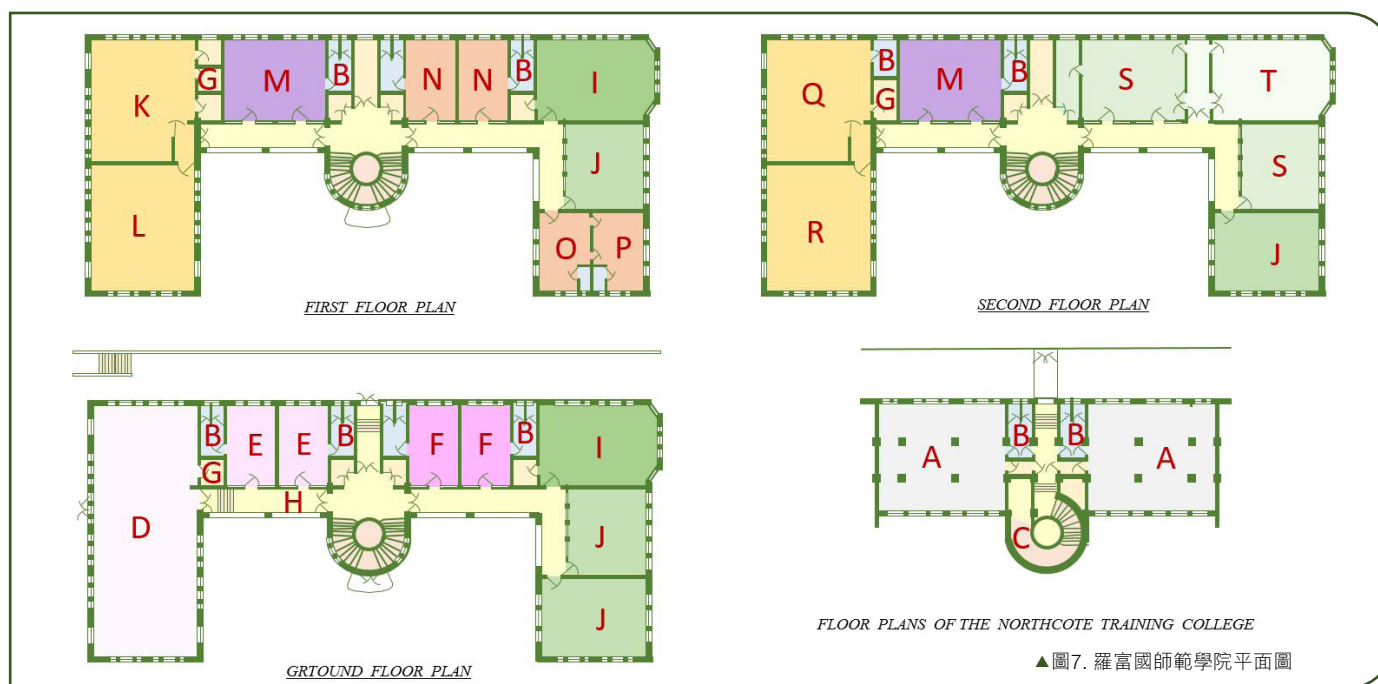 G M B N N B I
K
J
L
O P
FIRST FLOOR PLAN
B M B S T
Q G
S
R
J
SECOND FLOOR PLAN
B E E B F F B I
G
H
D
J
J
GRTOUND FLOOR PLAN
B B
A A
C
FLOOR PLANS OF THE NORTHCOTE TRAINING COLLEGE
▲圖7. 羅富國師範學院平面圖